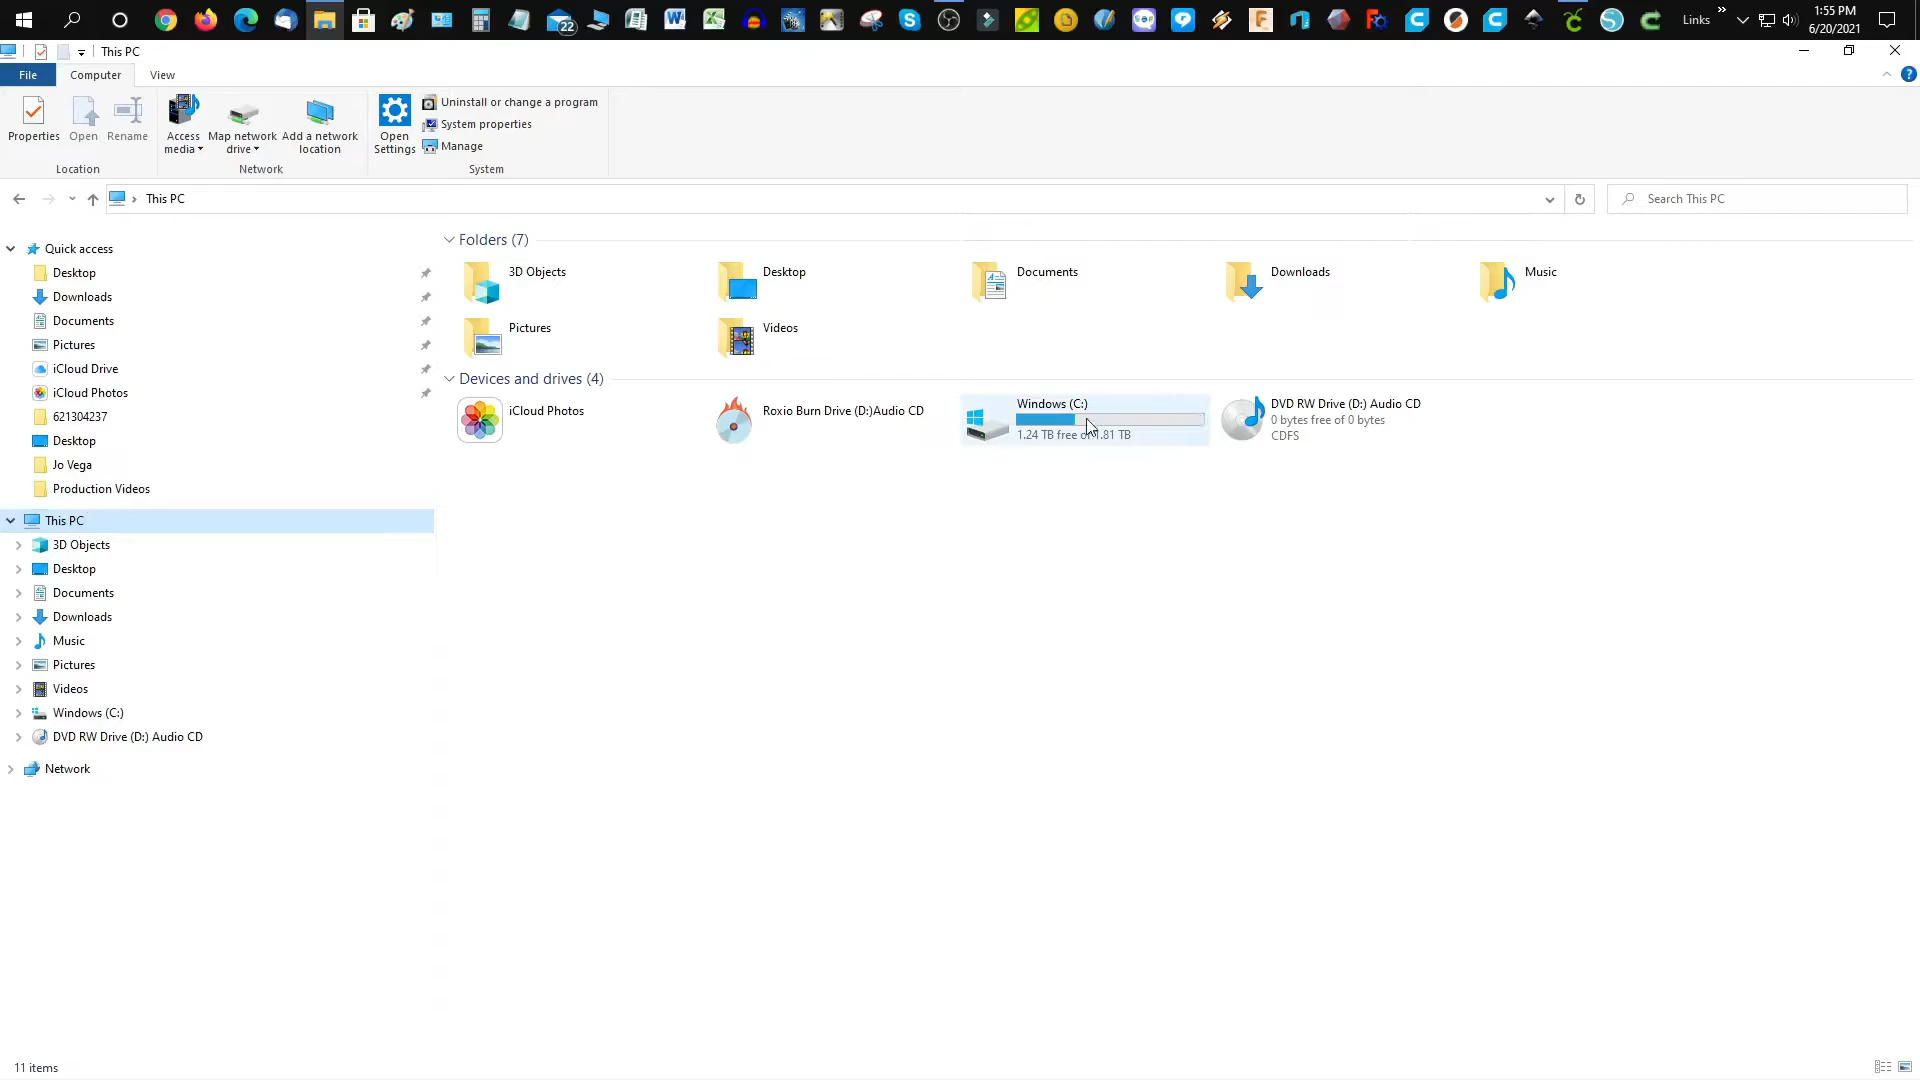 22
Links
»
1:55 PM
6/20/2021
This PC
File
Computer
View
Properties
Open
Rename
Access
media
Map network
drive
Add a network
location
Open
Settings
Uninstall or change a program
System properties
Manage
Location
Network
System
This PC
Search This PC
Quick access
Desktop
Downloads
Documents
Pictures
iCloud Drive
iCloud Photos
621304237
Desktop
Jo Vega
Production Videos
This PC
3D Objects
Desktop
Documents
Downloads
Music
Pictures
Videos
Windows (C:)
DVD RW Drive (D:) Audio CD
Network
Folders (7)
3D Objects
Desktop
Documents
Downloads
Music
Pictures
Videos
Devices and drives (4)
iCloud Photos
Roxio Burn Drive (D:)Audio CD
Windows (C:)
1.24 TB free of 1.81 TB
DVD RW Drive (D:) Audio CD
0 bytes free of 0 bytes
CDFS
11 items